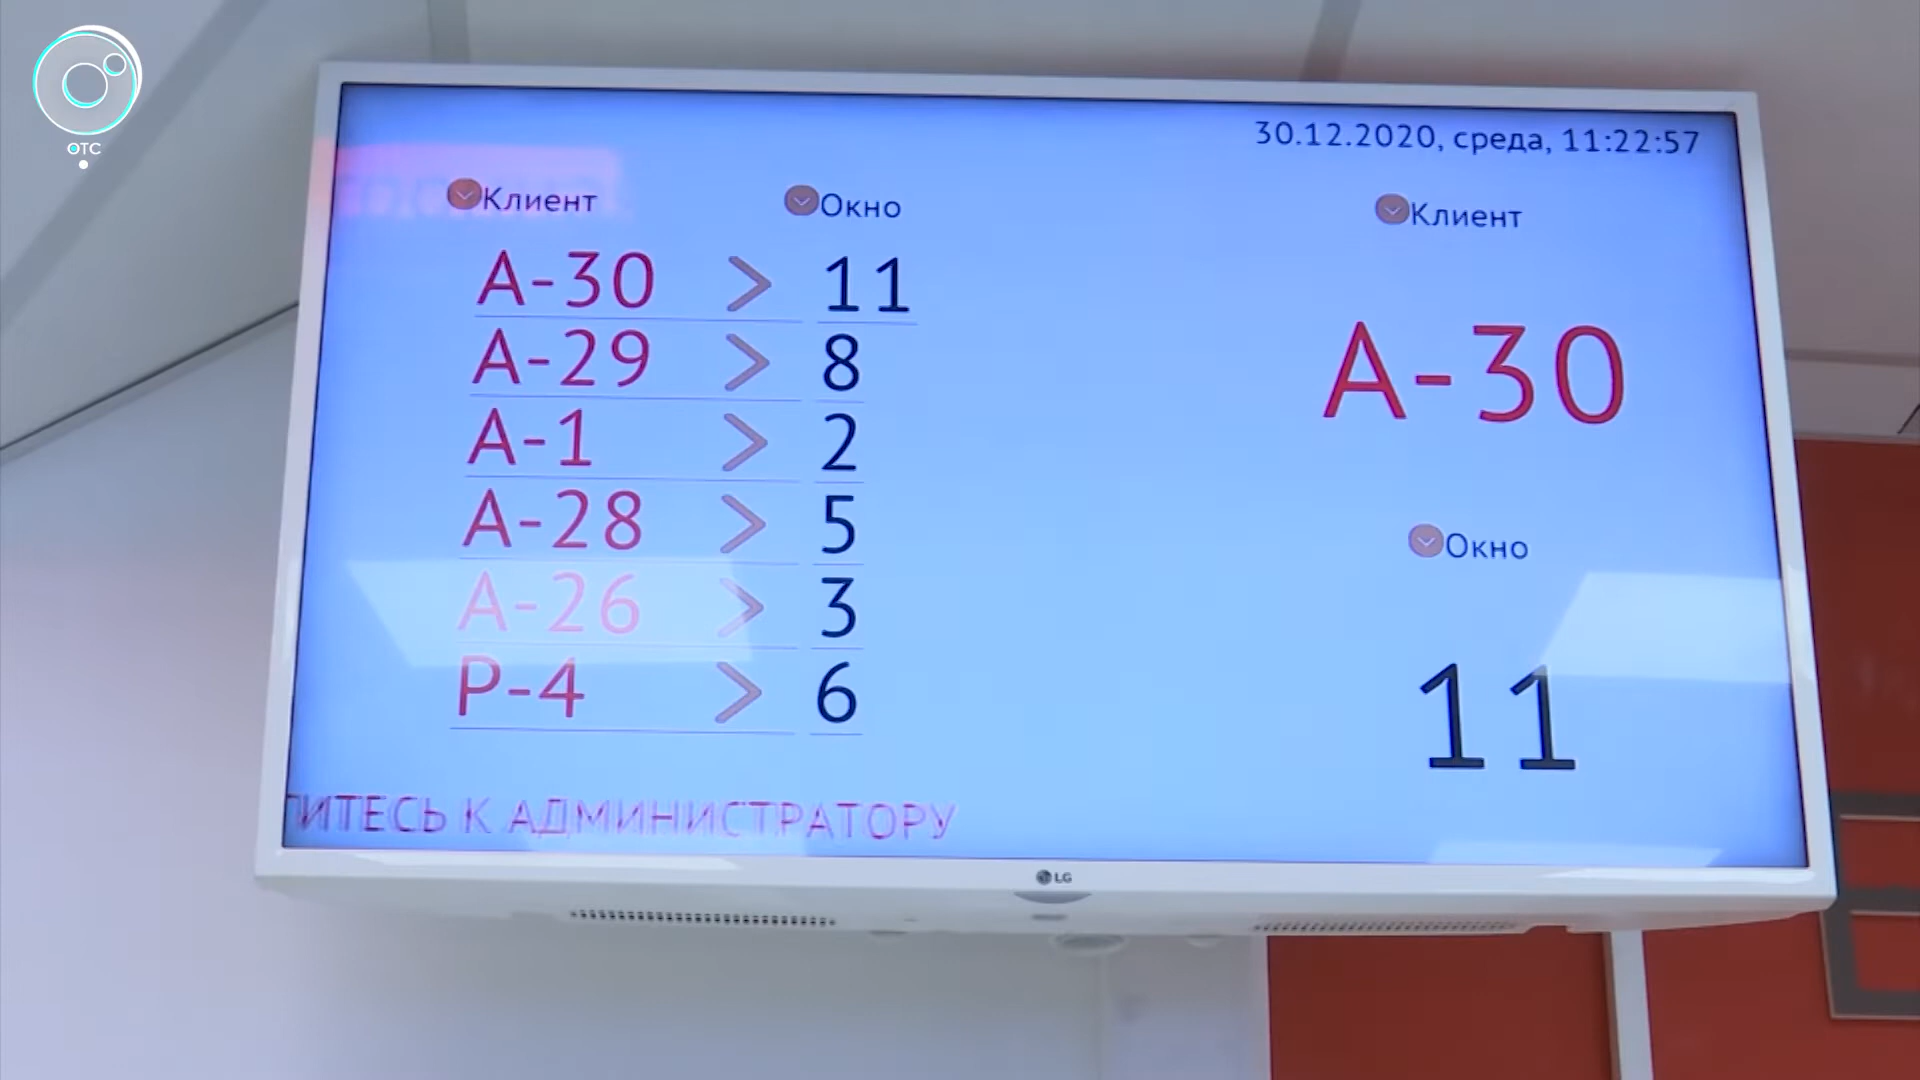 ОТС
30.12.2020, среда, 11:22:57
Клиент Окно
А-30 > 11
А-29 > 8
А-1 > 2
А-28 > 5
А-26 > 3
Р-4 > 6
Клиент
А-30
Окно
11
ИТЕСЬ К АДМИНИСТРАТОРУ
LG